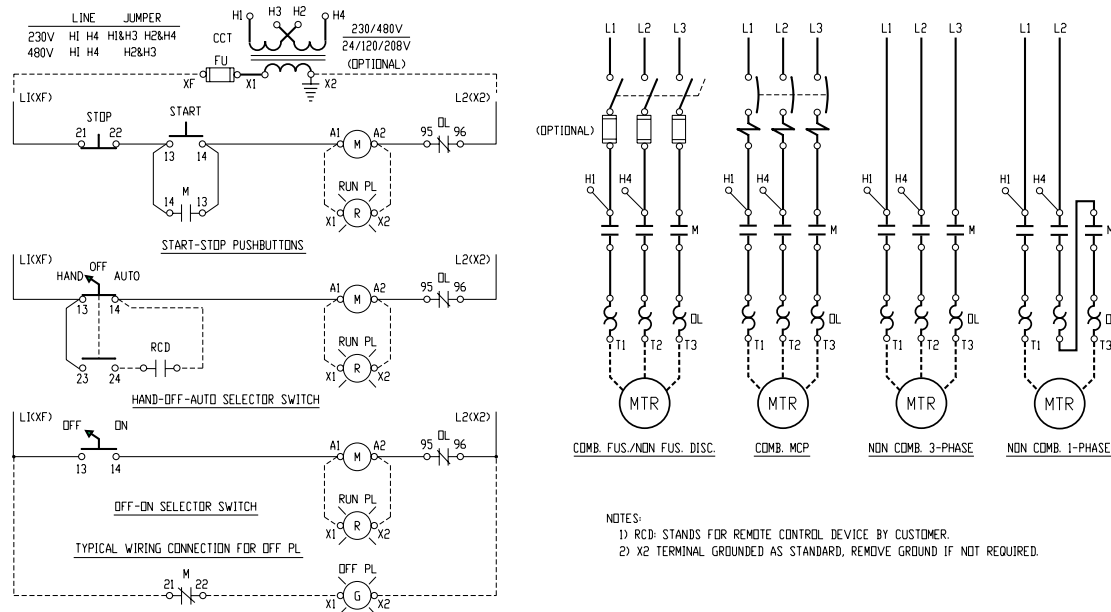 LINE JUMPER
230V H1 H4 H1&H3 H2&H4
480V H1 H4 H2&H3
H1 H3 H2 H4
CCT
230/480V
24/120/208V
(OPTIONAL)
FU
XF X1 X2
L1(XF) L2(X2)
STOP START
21 22 13 14 A1 M A2 95 OL 96
14 M 13
RUN PL
X1 R X2
START-STOP PUSHBUTTONS
L1(XF) L2(X2)
HAND OFF AUTO
13 14 A1 M A2 95 OL 96
RUN PL
23 24 RCD X1 R X2
HAND-OFF-AUTO SELECTOR SWITCH
L1(XF) L2(X2)
OFF ON
13 14 A1 M A2 95 OL 96
RUN PL
X1 R X2
OFF-ON SELECTOR SWITCH
TYPICAL WIRING CONNECTION FOR OFF PL
21 M 22 OFF PL
X1 G X2
L1 L2 L3
(OPTIONAL)
H1 H4
T1 T2 T3
MTR
COMB. FUS./NON FUS. DISC.
L1 L2 L3
H1 H4
M
OL
T1 T2 T3
MTR
COMB. MCP
L1 L2 L3
H1 H4
M
OL
T1 T2 T3
MTR
NON COMB. 3-PHASE
L1 L2
H1 H4
T1 T2 T3
MTR
NON COMB. 1-PHASE
M
OL
NOTES:
1) RCD: STANDS FOR REMOTE CONTROL DEVICE BY CUSTOMER.
2) X2 TERMINAL GROUNDED AS STANDARD, REMOVE GROUND IF NOT REQUIRED.